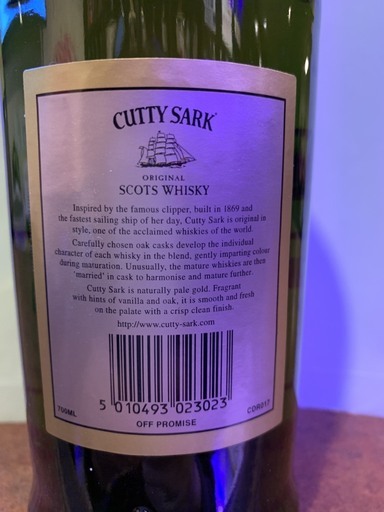 CUTTY SARK
ORIGINAL
SCOTS WHISKY
Inspired by the famous clipper, built in 1869 and
the fastest sailing ship of her day, Cutty Sark is original in
style, one of the acclaimed whiskies of the world.
Carefully chosen oak casks develop the individual
character of each whisky in the blend, gently imparting colour
during maturation. Unusually, the mature whiskies are then
'married' in cask to harmonise and mature further.
Cutty Sark is naturally pale gold. Fragrant
with hints of vanilla and oak, it is smooth and fresh
on the palate with a crisp clean finish.
http://www.cutty-sark.com
5 010493 023023
700ML
CDR017
OFF PROMISE